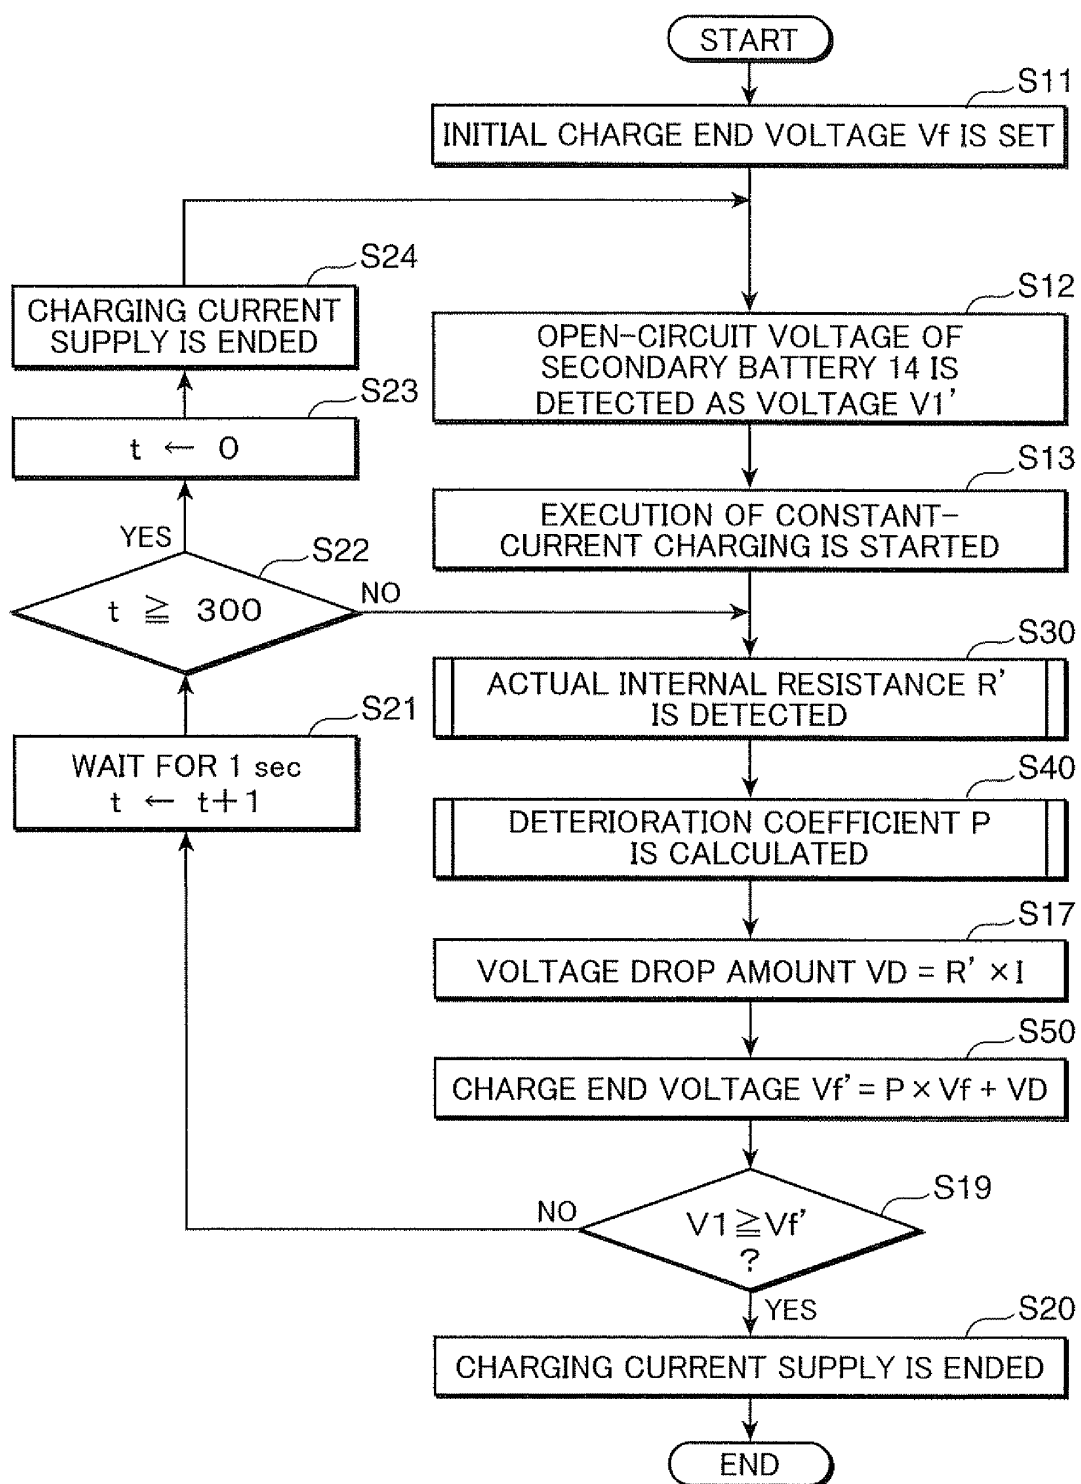 START
S11
INITIAL CHARGE END VOLTAGE Vf IS SET
S24
CHARGING CURRENT
SUPPLY IS ENDED
S12
OPEN-CIRCUIT VOLTAGE OF
SECONDARY BATTERY 14 IS
DETECTED AS VOLTAGE V1'
S23
t ← 0
S13
EXECUTION OF CONSTANT-
CURRENT CHARGING IS STARTED
YES
S22
t ≧ 300
NO
S30
ACTUAL INTERNAL RESISTANCE R'
IS DETECTED
S21
WAIT FOR 1 sec
t ← t+1
S40
DETERIORATION COEFFICIENT P
IS CALCULATED
S17
VOLTAGE DROP AMOUNT VD = R' × I
S50
CHARGE END VOLTAGE Vf' = P × Vf + VD
S19
NO
V1≧Vf'
?
YES
S20
CHARGING CURRENT SUPPLY IS ENDED
END